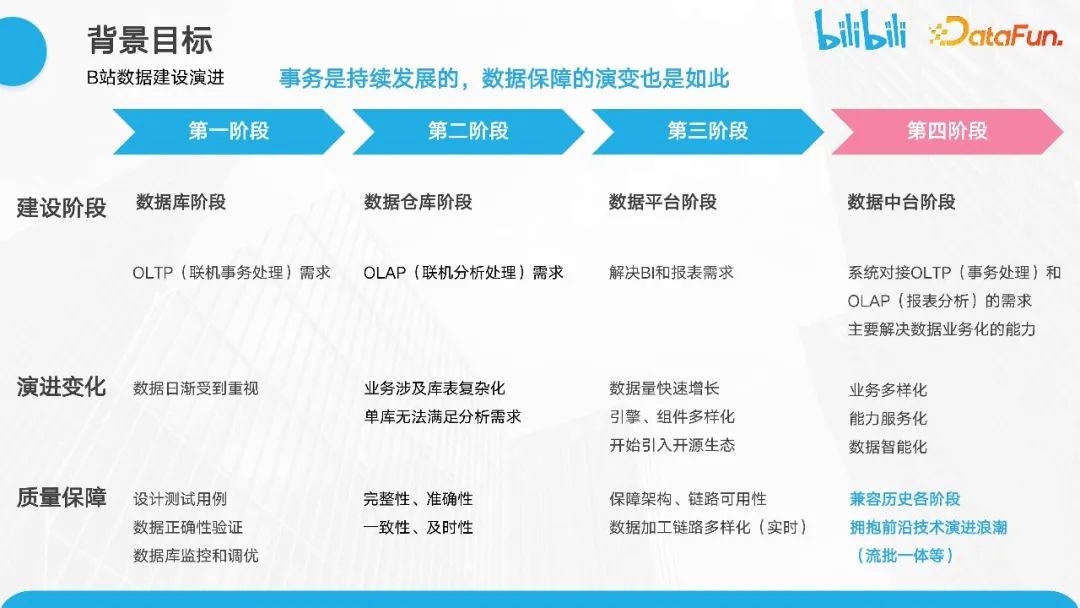 背景目标
bilibili
DataFun.
B站数据建设演进
事务是持续发展的，数据保障的演变也是如此
第一阶段
第二阶段
第三阶段
第四阶段
建设阶段
数据库阶段
数据仓库阶段
数据平台阶段
数据中台阶段
OLTP（联机事务处理）需求
OLAP（联机分析处理）需求
解决BI和报表需求
系统对接OLTP（事务处理）和
OLAP（报表分析）的需求
主要解决数据业务化的能力
演进变化
数据日渐受到重视
业务涉及库表复杂化
单库无法满足分析需求
数据量快速增长
引擎、组件多样化
开始引入开源生态
业务多样化
能力服务化
数据智能化
质量保障
设计测试用例
数据正确性验证
数据库监控和调优
完整性、准确性
一致性、及时性
保障架构、链路可用性
数据加工链路多样化（实时）
兼容历史各阶段
拥抱前沿技术演进浪潮
（流批一体等）